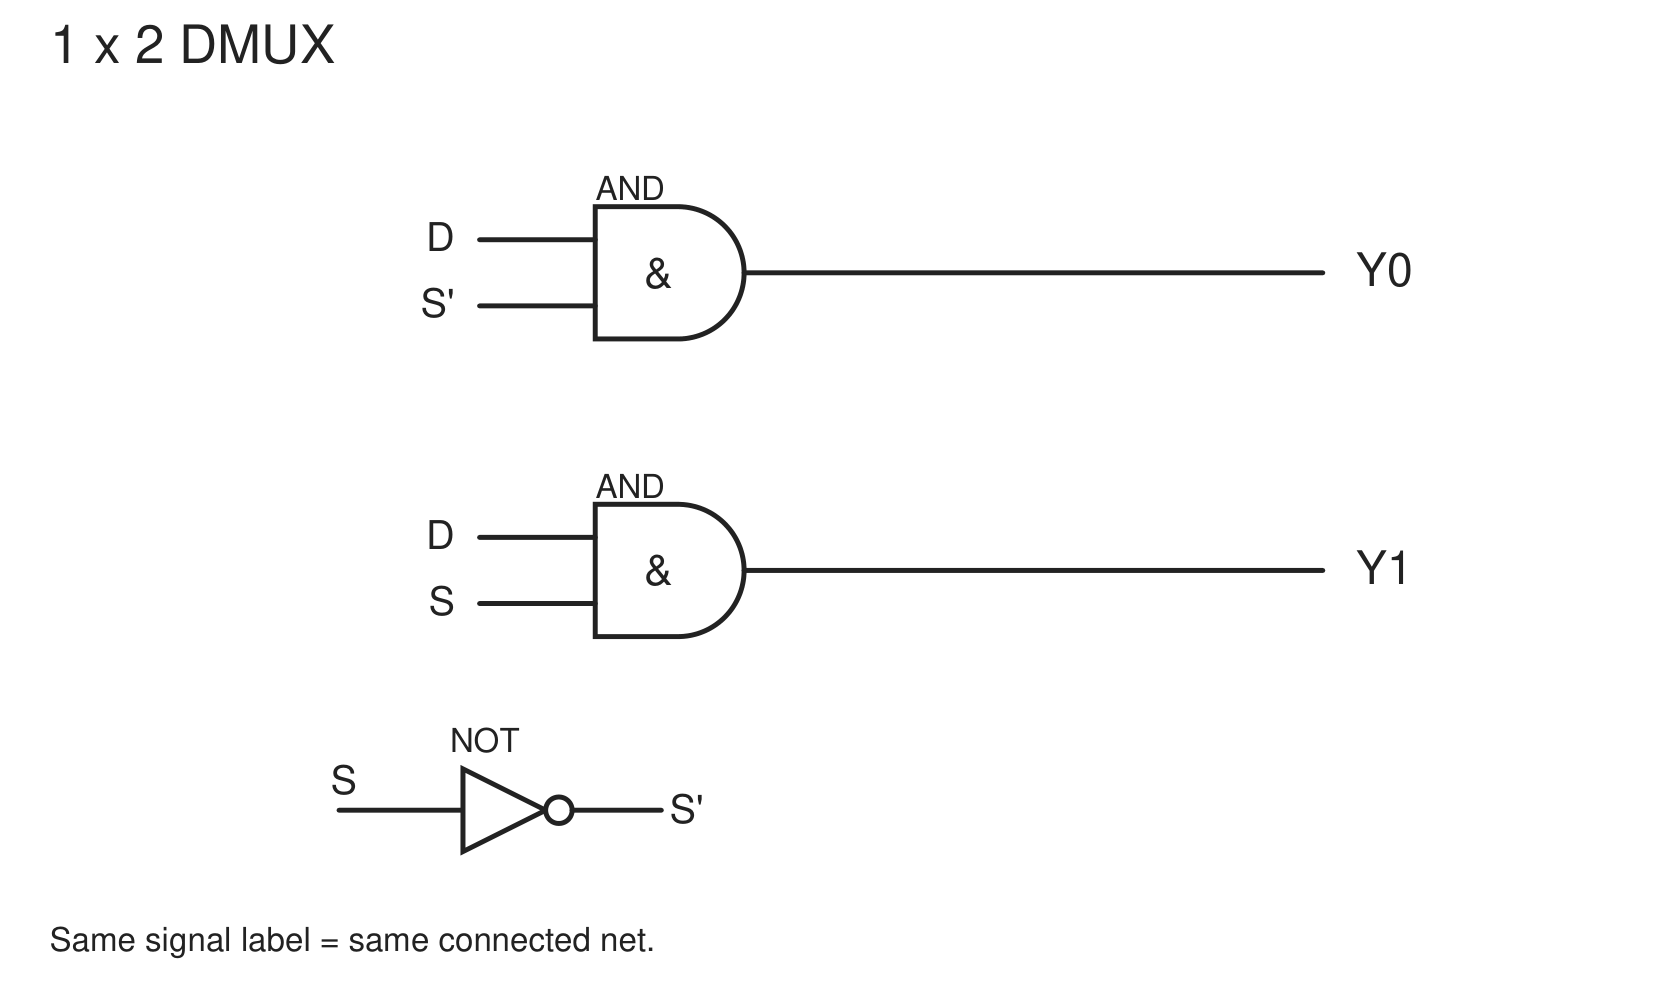 1 x 2 DMUX
AND
D
S'
&
Y0
AND
D
S
&
Y1
NOT
S
S'
Same signal label = same connected net.